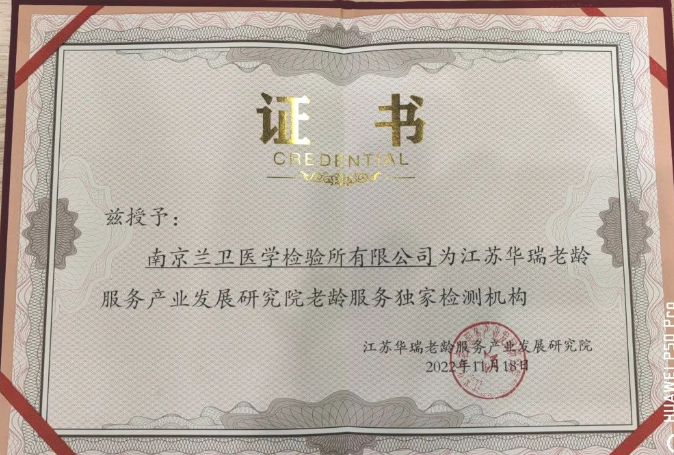 证 书
CREDENTIAL
兹授予：
南京兰卫医学检验所有限公司为江苏华瑞老龄
服务产业发展研究院老龄服务独家检测机构
江苏华瑞老龄服务产业发展研究院
2022年11月18日
HUAWEI P50 Pro